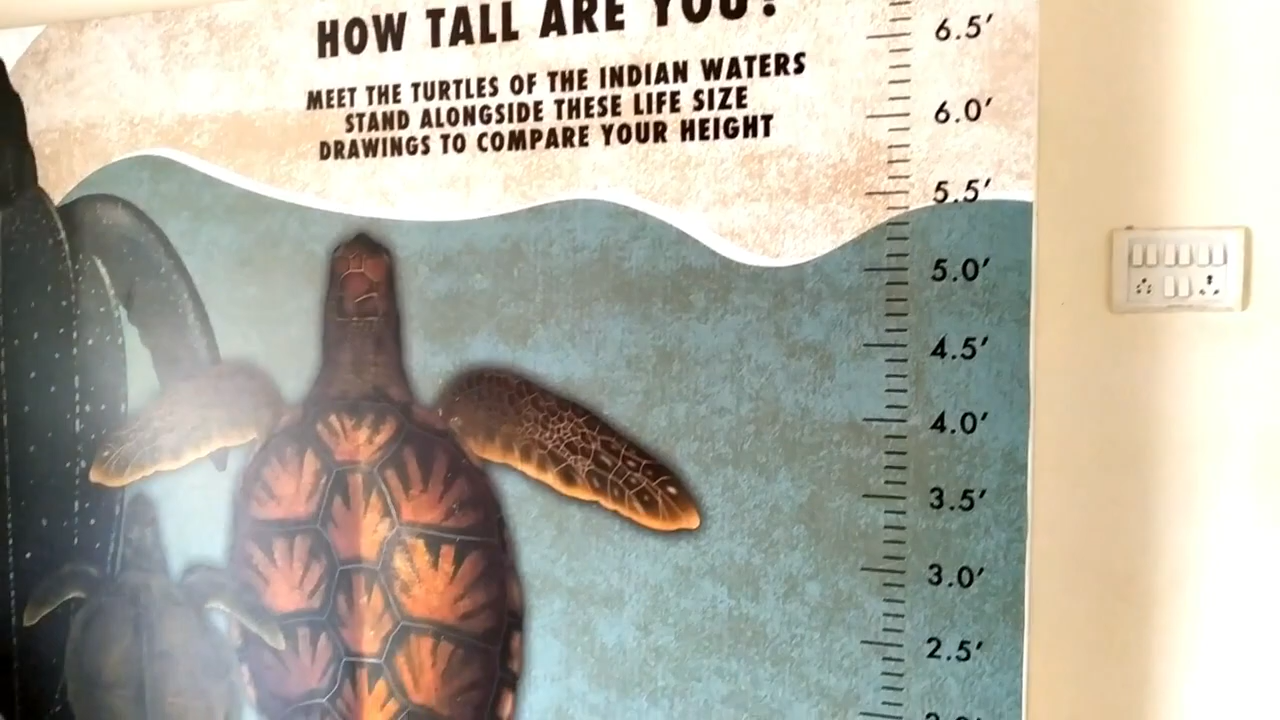 HOW TALL ARE YOU?
MEET THE TURTLES OF THE INDIAN WATERS
STAND ALONGSIDE THESE LIFE SIZE
DRAWINGS TO COMPARE YOUR HEIGHT
6.5'
6.0'
5.5'
5.0'
4.5'
4.0'
3.5'
3.0'
2.5'